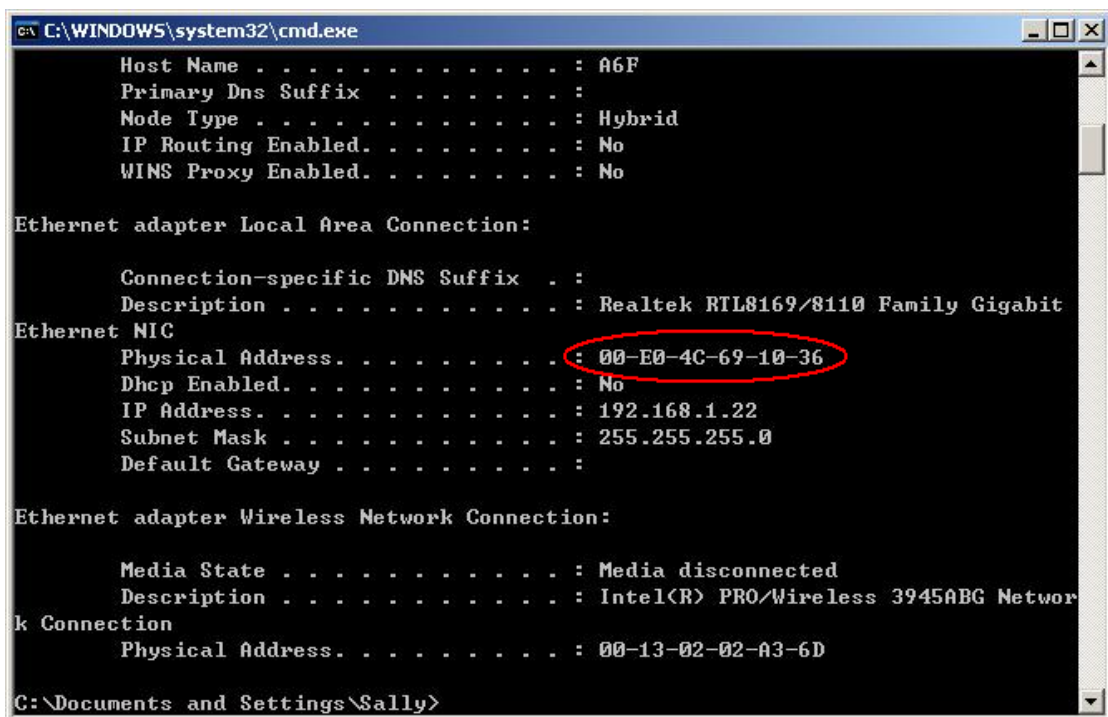 C:\WINDOWS\system32\cmd.exe
Host Name . . . . . . . . . . . . : A6F
Primary Dns Suffix  . . . . . . . :
Node Type . . . . . . . . . . . . : Hybrid
IP Routing Enabled. . . . . . . . : No
WINS Proxy Enabled. . . . . . . . : No
Ethernet adapter Local Area Connection:
Connection-specific DNS Suffix  . :
Description . . . . . . . . . . . : Realtek RTL8169/8110 Family Gigabit
Ethernet NIC
Physical Address. . . . . . . . . : 00-E0-4C-69-10-36
Dhcp Enabled. . . . . . . . . . . : No
IP Address. . . . . . . . . . . . : 192.168.1.22
Subnet Mask . . . . . . . . . . . : 255.255.255.0
Default Gateway . . . . . . . . . :
Ethernet adapter Wireless Network Connection:
Media State . . . . . . . . . . . : Media disconnected
Description . . . . . . . . . . . : Intel(R) PRO/Wireless 3945ABG Networ
k Connection
Physical Address. . . . . . . . . : 00-13-02-02-A3-6D
C:\Documents and Settings\Sally>